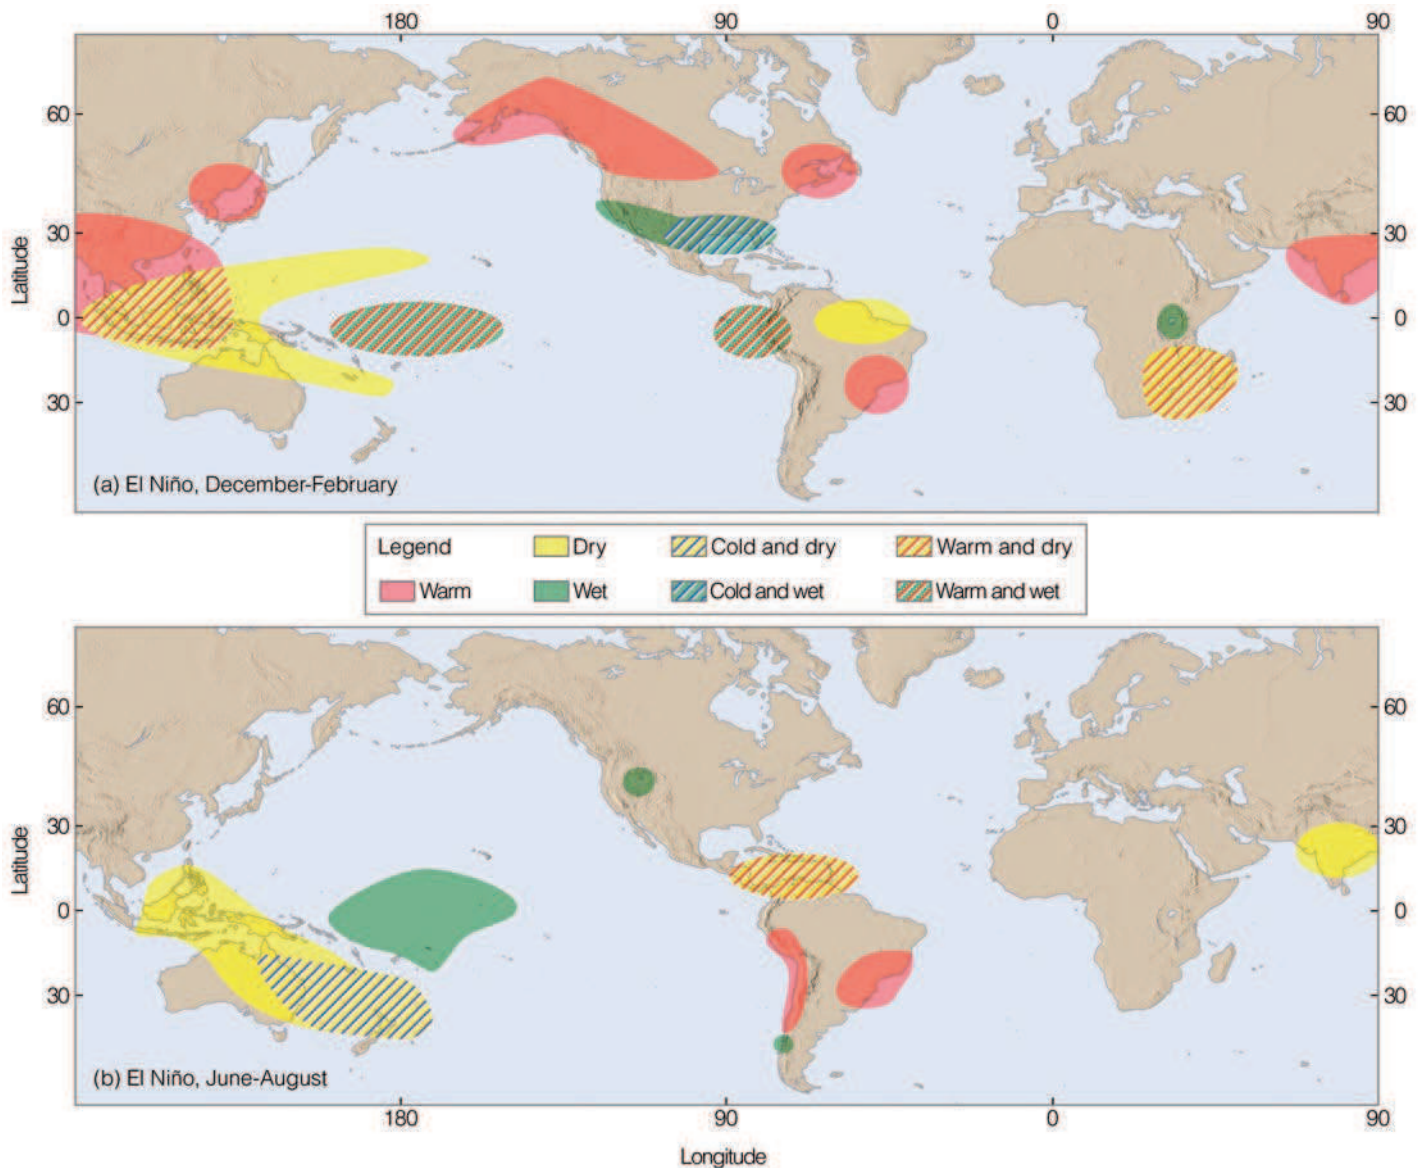 180 90 0 90
60 60
30 30
0 0
30 30
Latitude
(a) El Niño, December-February
Legend Dry Cold and dry Warm and dry
Warm Wet Cold and wet Warm and wet
60 60
30 30
0 0
30 30
Latitude
(b) El Niño, June-August
180 90 0 90
Longitude